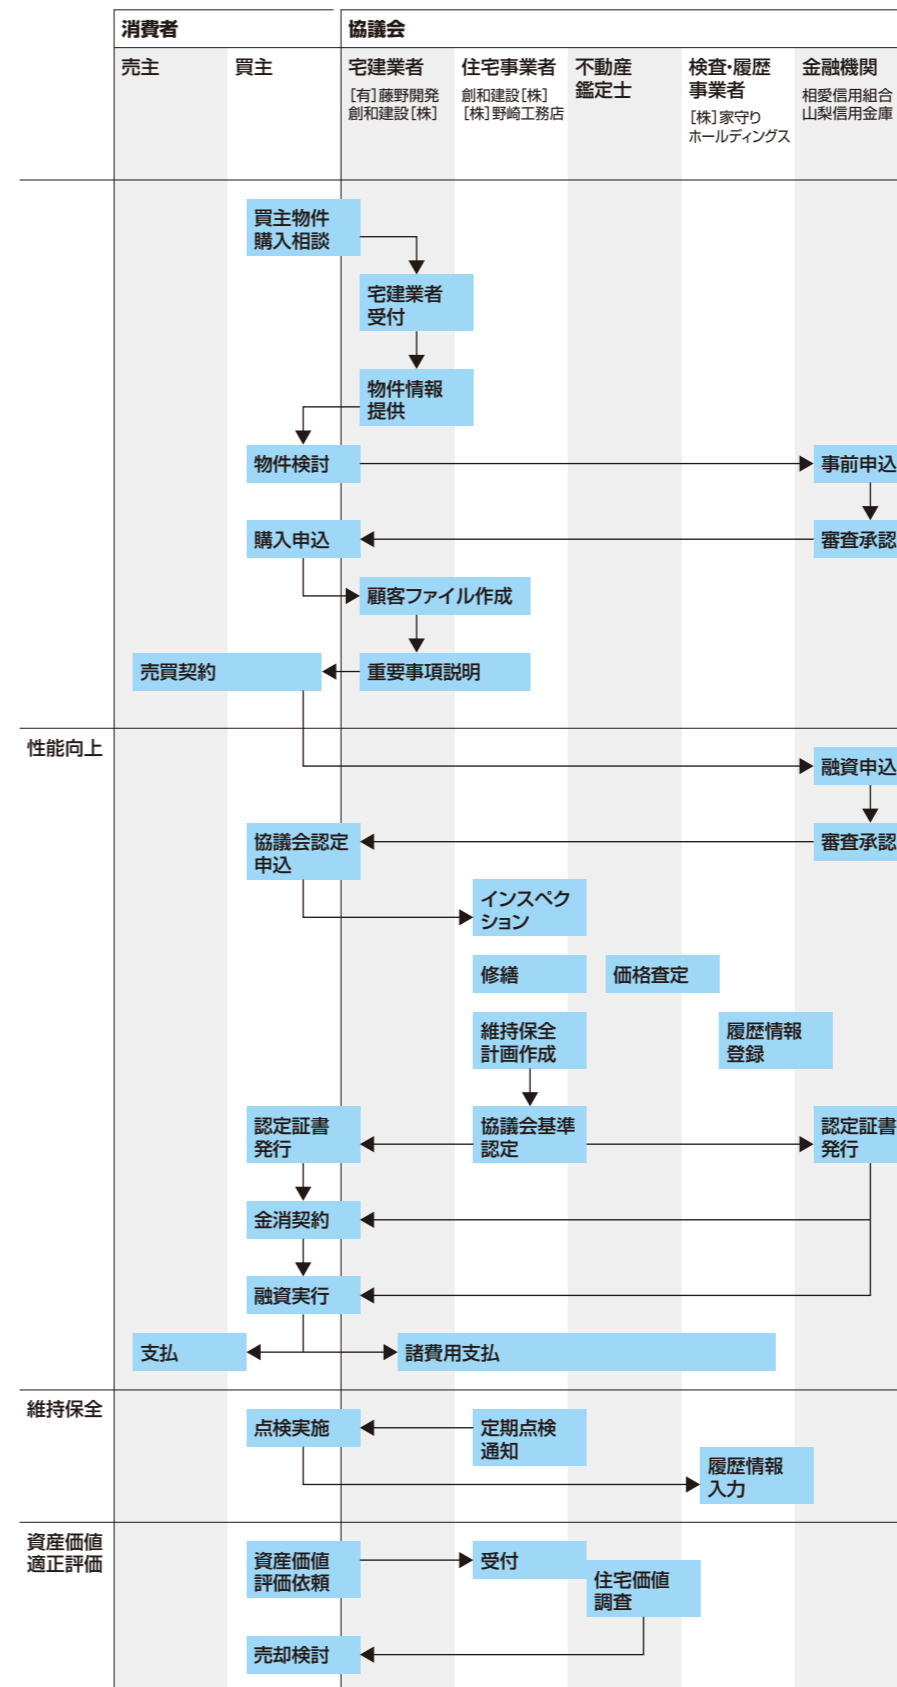 消費者
協議会
売主
買主
宅建業者
[有]藤野開発
創和建設[株]
住宅事業者
創和建設[株]
[株]野崎工務店
不動産
鑑定士
検査・履歴
事業者
[株]家守り
ホールディングス
金融機関
相愛信用組合
山梨信用金庫
買主物件
購入相談
宅建業者
受付
物件情報
提供
物件検討
事前申込
購入申込
審査承認
顧客ファイル作成
売買契約
重要事項説明
性能向上
融資申込
協議会認定
申込
審査承認
インスペク
ション
修繕
価格査定
維持保全
計画作成
履歴情報
登録
認定証書
発行
協議会基準
認定
認定証書
発行
金消契約
融資実行
支払
諸費用支払
維持保全
点検実施
定期点検
通知
履歴情報
入力
資産価値
適正評価
資産価値
評価依頼
受付
住宅価値
調査
売却検討